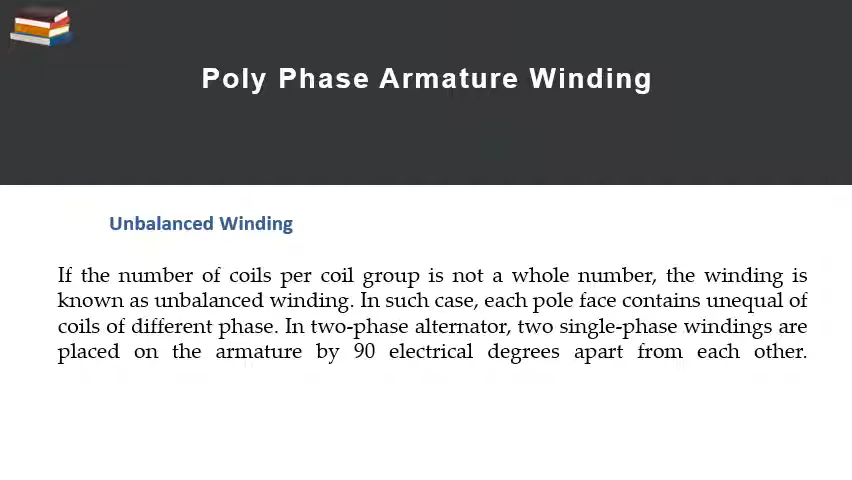 Poly Phase Armature Winding
Unbalanced Winding
If the number of coils per coil group is not a whole number, the winding is
known as unbalanced winding. In such case, each pole face contains unequal of
coils of different phase. In two-phase alternator, two single-phase windings are
placed on the armature by 90 electrical degrees apart from each other.